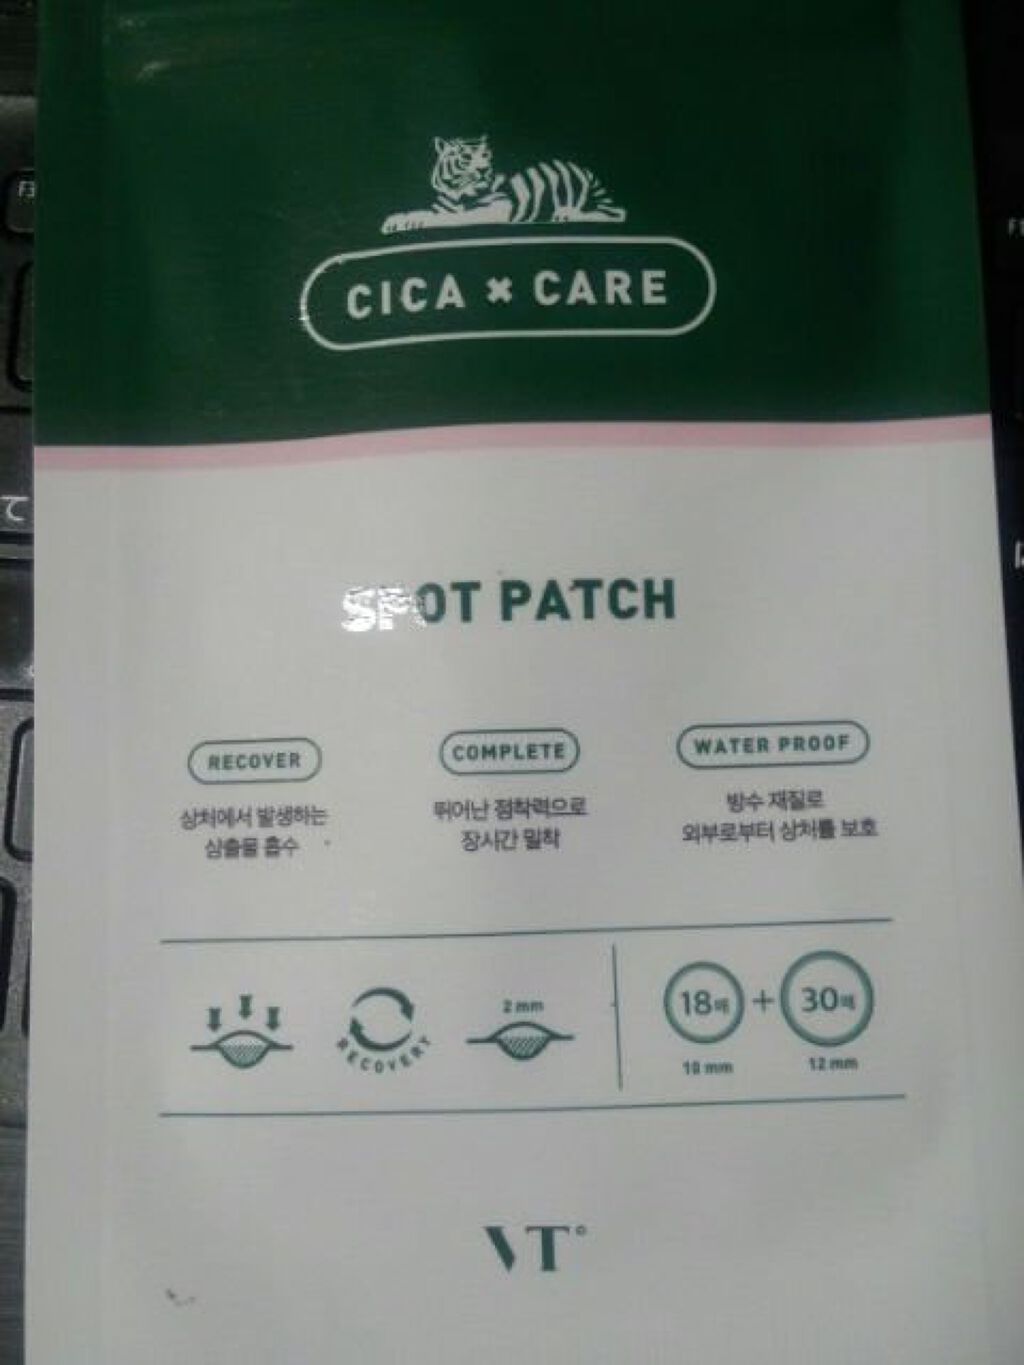 CICA × CARE
SPOT PATCH
RECOVER
상처에서 발생하는
삼출물 흡수
COMPLETE
뛰어난 점착력으로
장시간 밀착
WATER PROOF
방수 재질로
외부로부터 상처를 보호
RECOVERY
2 mm
18매 + 30매
10 mm 12 mm
VT
て